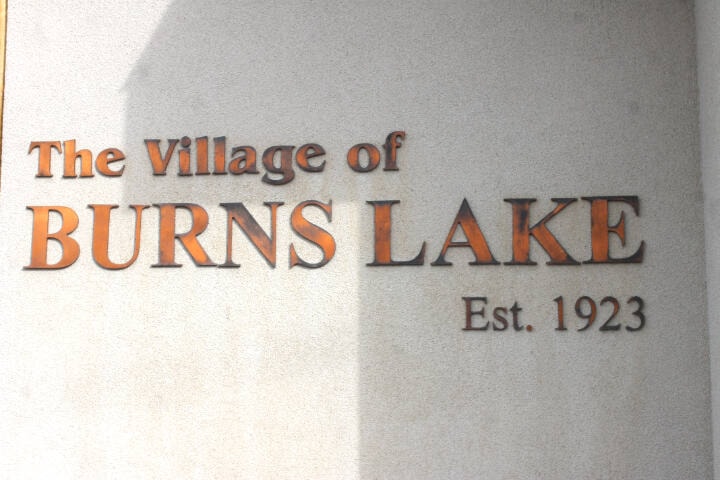 The Village of
BURNS LAKE
Est. 1923